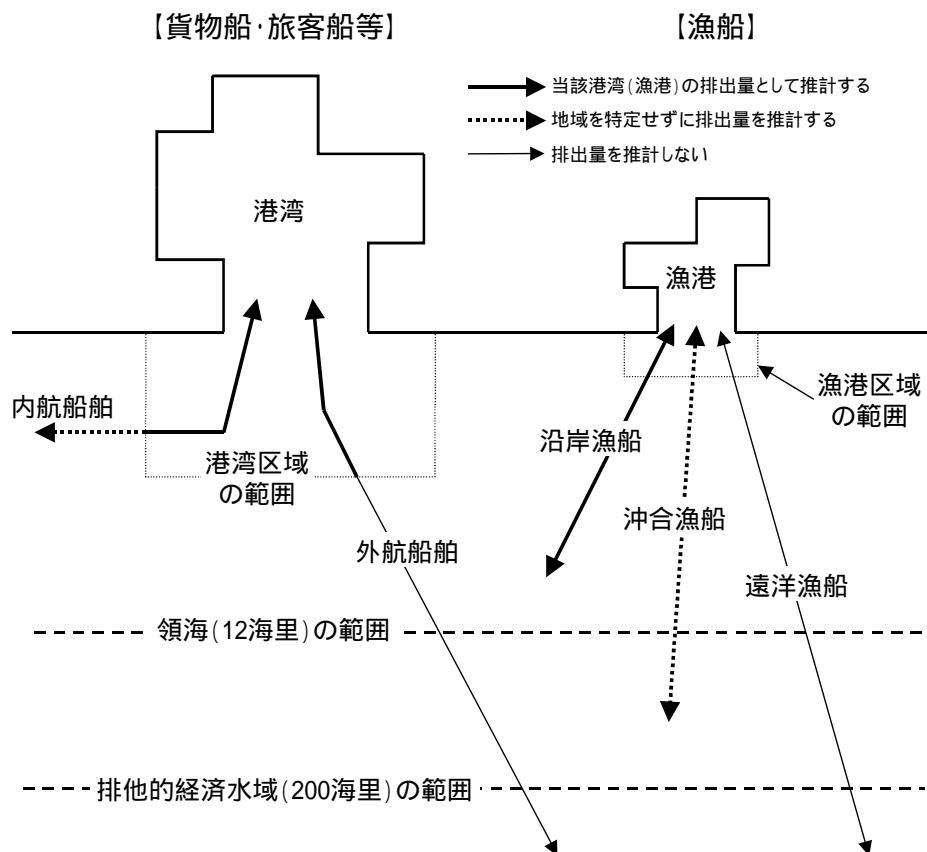 【貨物船･旅客船等】
【漁船】
当該港湾(漁港)の排出量として推計する
地域を特定せずに排出量を推計する
排出量を推計しない
港湾
漁港
内航船舶
港湾区域
の範囲
漁港区域
の範囲
沿岸漁船
沖合漁船
外航船舶
遠洋漁船
領海(12海里)の範囲
排他的経済水域(200海里)の範囲